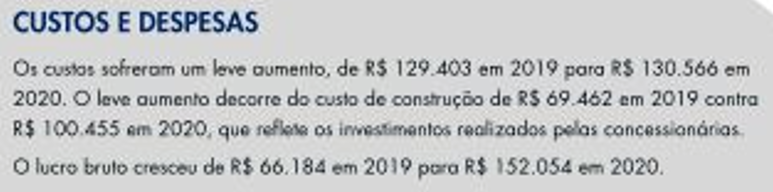 CUSTOS E DESPESAS
Os custos sofreram um leve aumento, de R$ 129.403 em 2019 para R$ 130.566 em
2020. O leve aumento decorre do custo de construção de R$ 69.462 em 2019 contra
R$ 100.455 em 2020, que reflete os investimentos realizados pelas concessionárias.
O lucro bruto cresceu de R$ 66.184 em 2019 para R$ 152.054 em 2020.